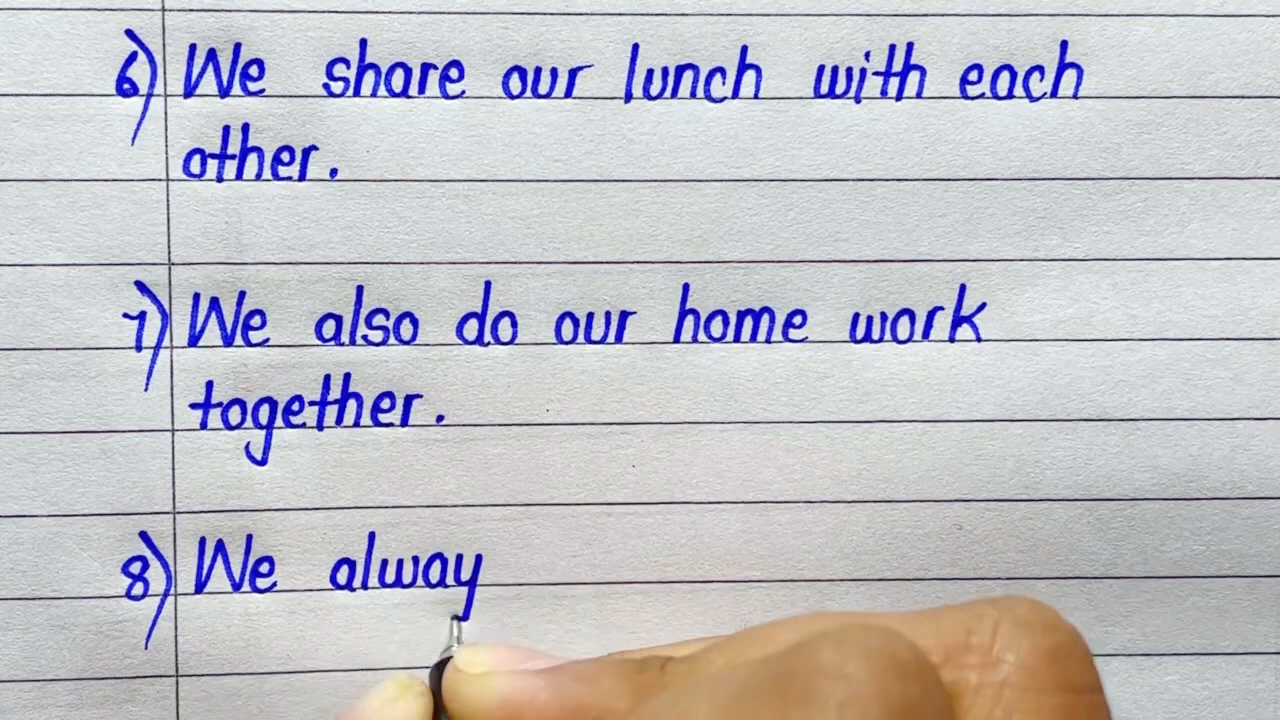 6) We share our lunch with each
other.
7) We also do our home work
together.
8) We alway